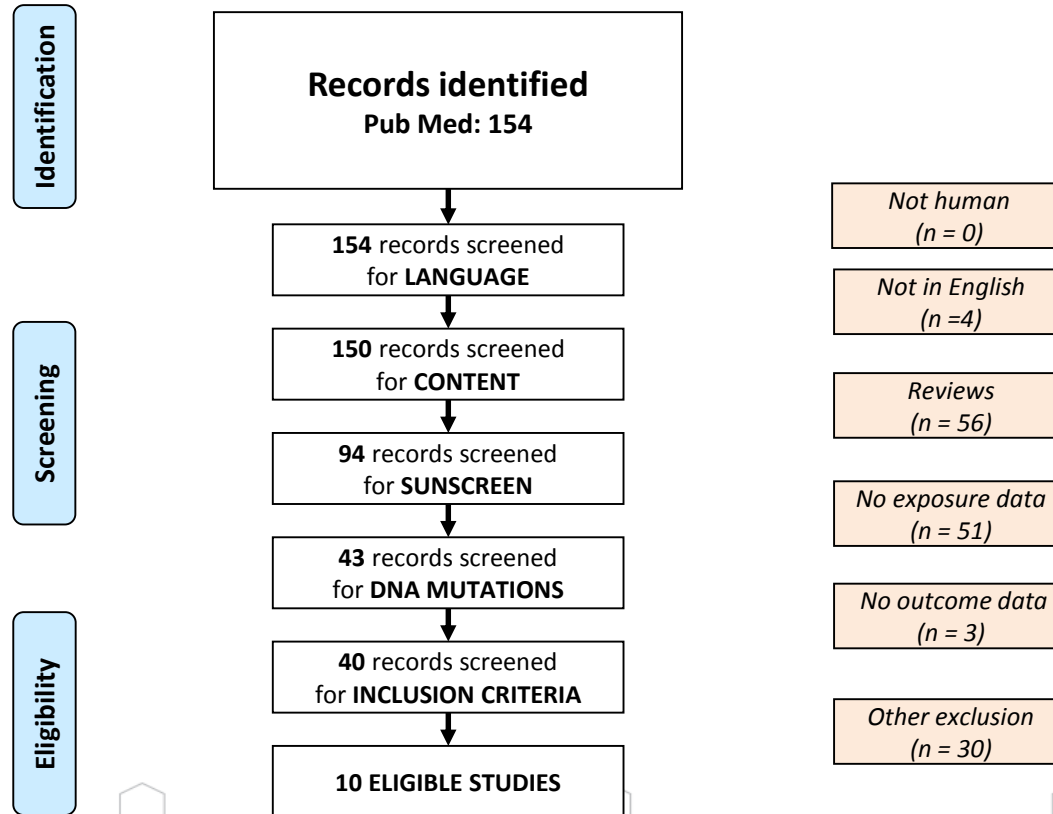 Identification
Records identified
Pub Med: 154
Not human
(n = 0)
154 records screened
for LANGUAGE
Not in English
(n =4)
Screening
150 records screened
for CONTENT
Reviews
(n = 56)
94 records screened
for SUNSCREEN
No exposure data
(n = 51)
43 records screened
for DNA MUTATIONS
No outcome data
(n = 3)
Eligibility
40 records screened
for INCLUSION CRITERIA
Other exclusion
(n = 30)
10 ELIGIBLE STUDIES